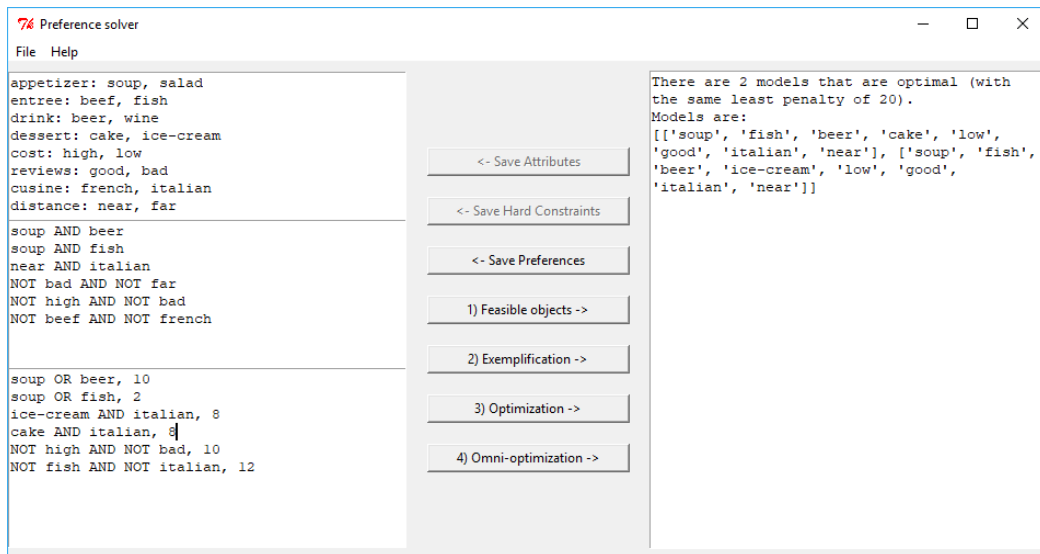 Preference solver
File Help
appetizer: soup, salad
entree: beef, fish
drink: beer, wine
dessert: cake, ice-cream
cost: high, low
reviews: good, bad
cusine: french, italian
distance: near, far
soup AND beer
soup AND fish
near AND italian
NOT bad AND NOT far
NOT high AND NOT bad
NOT beef AND NOT french
soup OR beer, 10
soup OR fish, 2
ice-cream AND italian, 8
cake AND italian, 8
NOT high AND NOT bad, 10
NOT fish AND NOT italian, 12
<- Save Attributes
<- Save Hard Constraints
<- Save Preferences
1) Feasible objects ->
2) Exemplification ->
3) Optimization ->
4) Omni-optimization ->
There are 2 models that are optimal (with
the same least penalty of 20).
Models are:
[['soup', 'fish', 'beer', 'cake', 'low',
'good', 'italian', 'near'], ['soup', 'fish',
'beer', 'ice-cream', 'low', 'good',
'italian', 'near']]